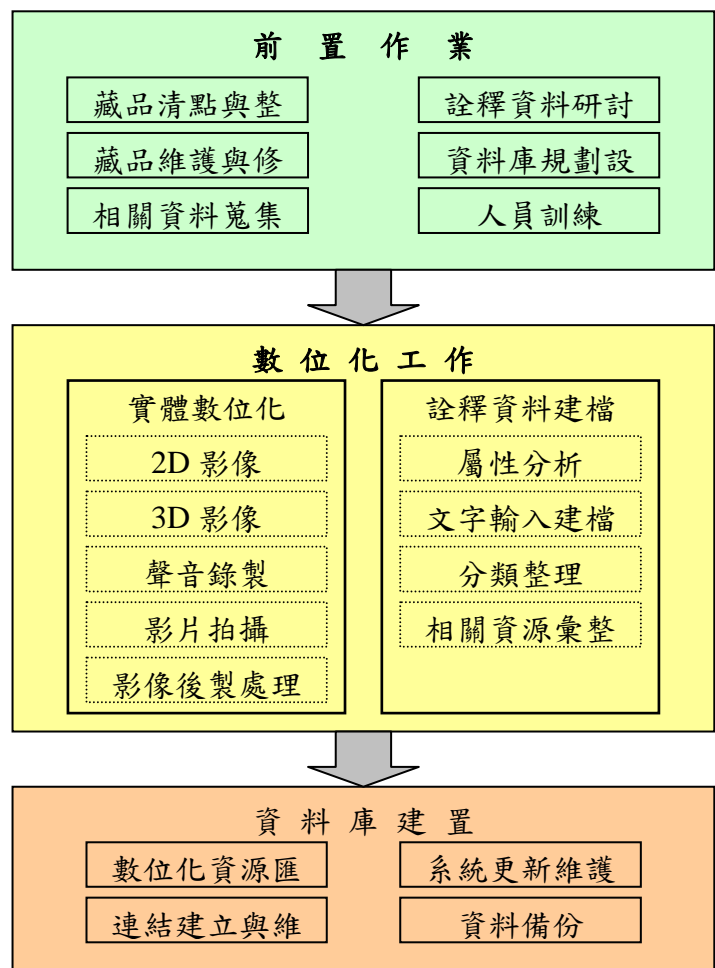 前置作業
藏品清點與整
藏品維護與修
相關資料蒐集
詮釋資料研討
資料庫規劃設
人員訓練
數位化工作
實體數位化
2D 影像
3D 影像
聲音錄製
影片拍攝
影像後製處理
詮釋資料建檔
屬性分析
文字輸入建檔
分類整理
相關資源彙整
資料庫建置
數位化資源匯
連結建立與維
系統更新維護
資料備份